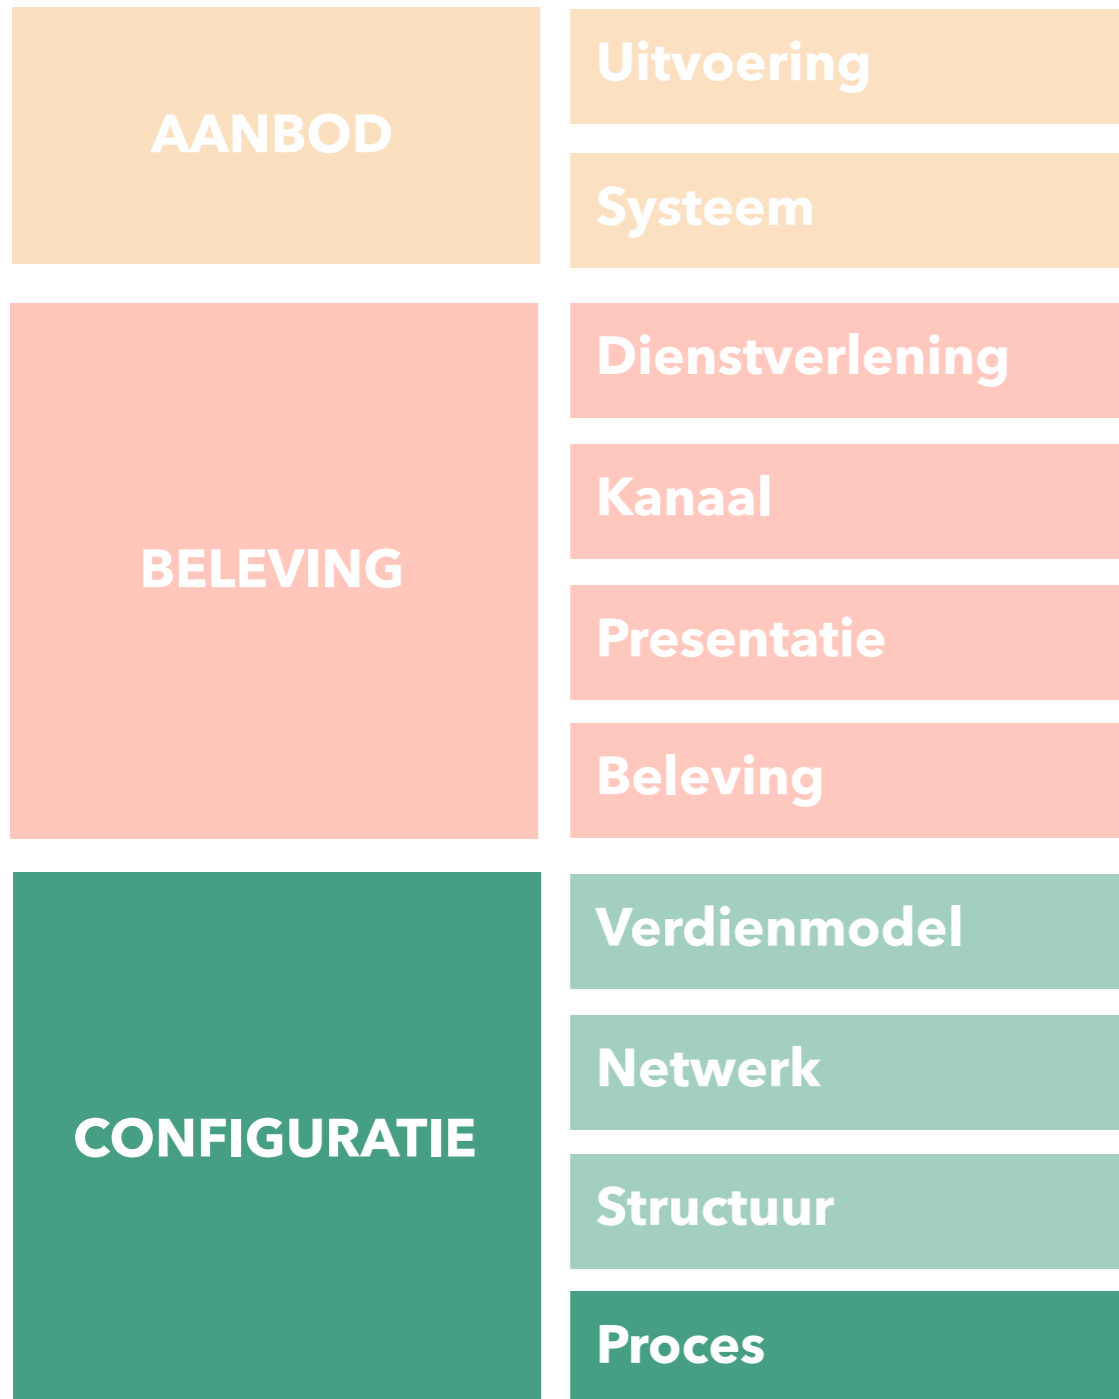 AANBOD
Uitvoering
Systeem
BELEVING
Dienstverlening
Kanaal
Presentatie
Beleving
CONFIGURATIE
Verdienmodel
Netwerk
Structuur
Proces